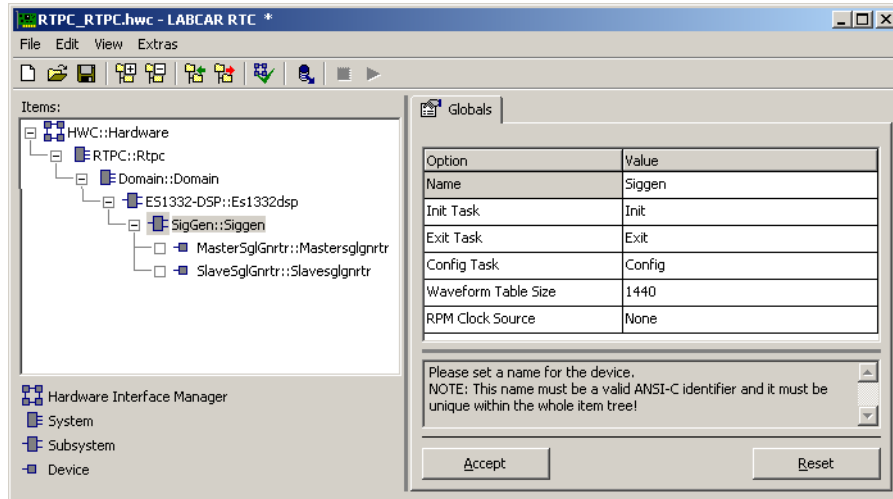 RTPC_RTPC.hwc - LABCAR RTC *
File Edit View Extras
Items:
HWC::Hardware
RTPC::Rtpc
Domain::Domain
ES1332-DSP::Es1332dsp
SigGen::Siggen
MasterSglGnrtr::Mastersglgnrtr
SlaveSglGnrtr::Slavesglgnrtr
Hardware Interface Manager
System
Subsystem
Device
Globals
Option Value
Name Siggen
Init Task Init
Exit Task Exit
Config Task Config
Waveform Table Size 1440
RPM Clock Source None
Please set a name for the device.
NOTE: This name must be a valid ANSI-C identifier and it must be
unique within the whole item tree!
Accept Reset